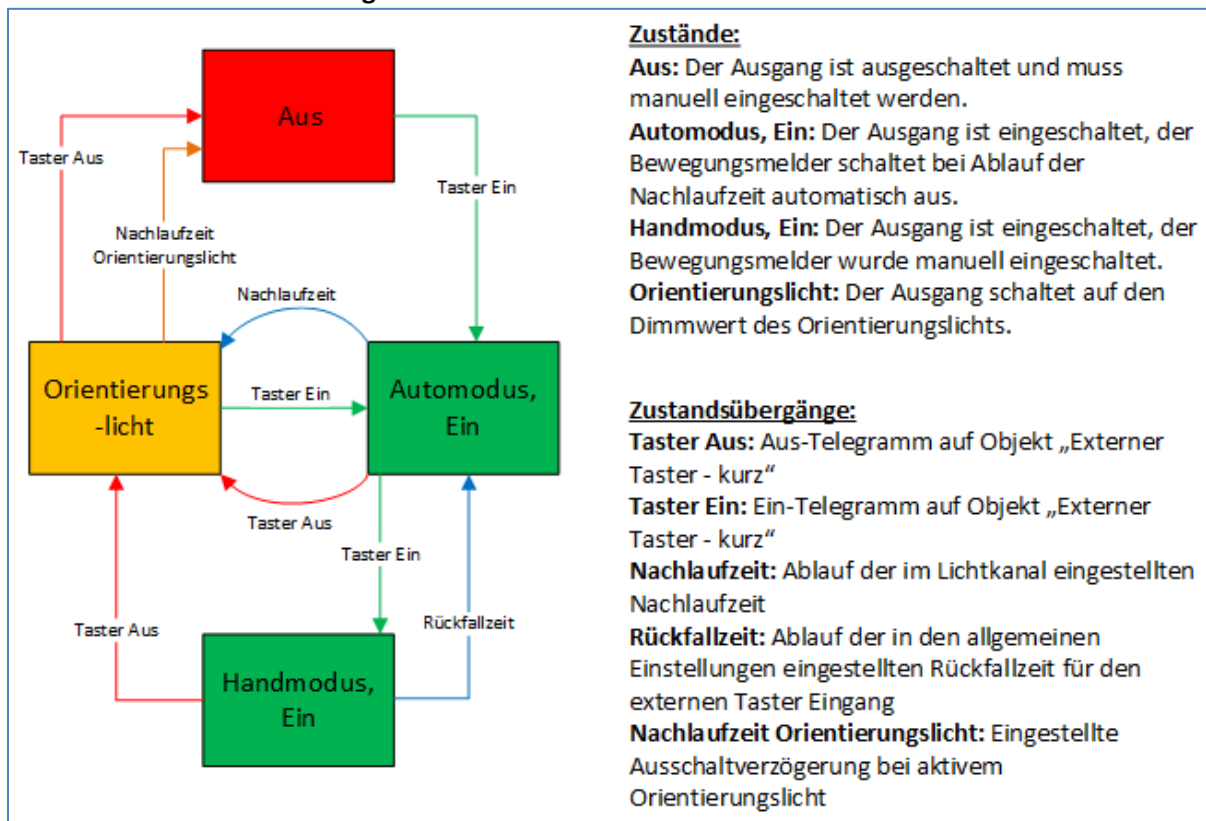 Aus
Taster Aus
Taster Ein
Nachlaufzeit
Orientierungslicht
Nachlaufzeit
Orientierungs
-licht
Taster Ein
Automodus,
Ein
Taster Aus
Taster Ein
Taster Aus
Rückfallzeit
Handmodus,
Ein
Zustände:
Aus: Der Ausgang ist ausgeschaltet und muss
manuell eingeschaltet werden.
Automodus, Ein: Der Ausgang ist eingeschaltet, der
Bewegungsmelder schaltet bei Ablauf der
Nachlaufzeit automatisch aus.
Handmodus, Ein: Der Ausgang ist eingeschaltet, der
Bewegungsmelder wurde manuell eingeschaltet.
Orientierungslicht: Der Ausgang schaltet auf den
Dimmwert des Orientierungslichts.
Zustandsübergänge:
Taster Aus: Aus-Telegramm auf Objekt „Externer
Taster - kurz“
Taster Ein: Ein-Telegramm auf Objekt „Externer
Taster - kurz“
Nachlaufzeit: Ablauf der im Lichtkanal eingestellten
Nachlaufzeit
Rückfallzeit: Ablauf der in den allgemeinen
Einstellungen eingestellten Rückfallzeit für den
externen Taster Eingang
Nachlaufzeit Orientierungslicht: Eingestellte
Ausschaltverzögerung bei aktivem
Orientierungslicht